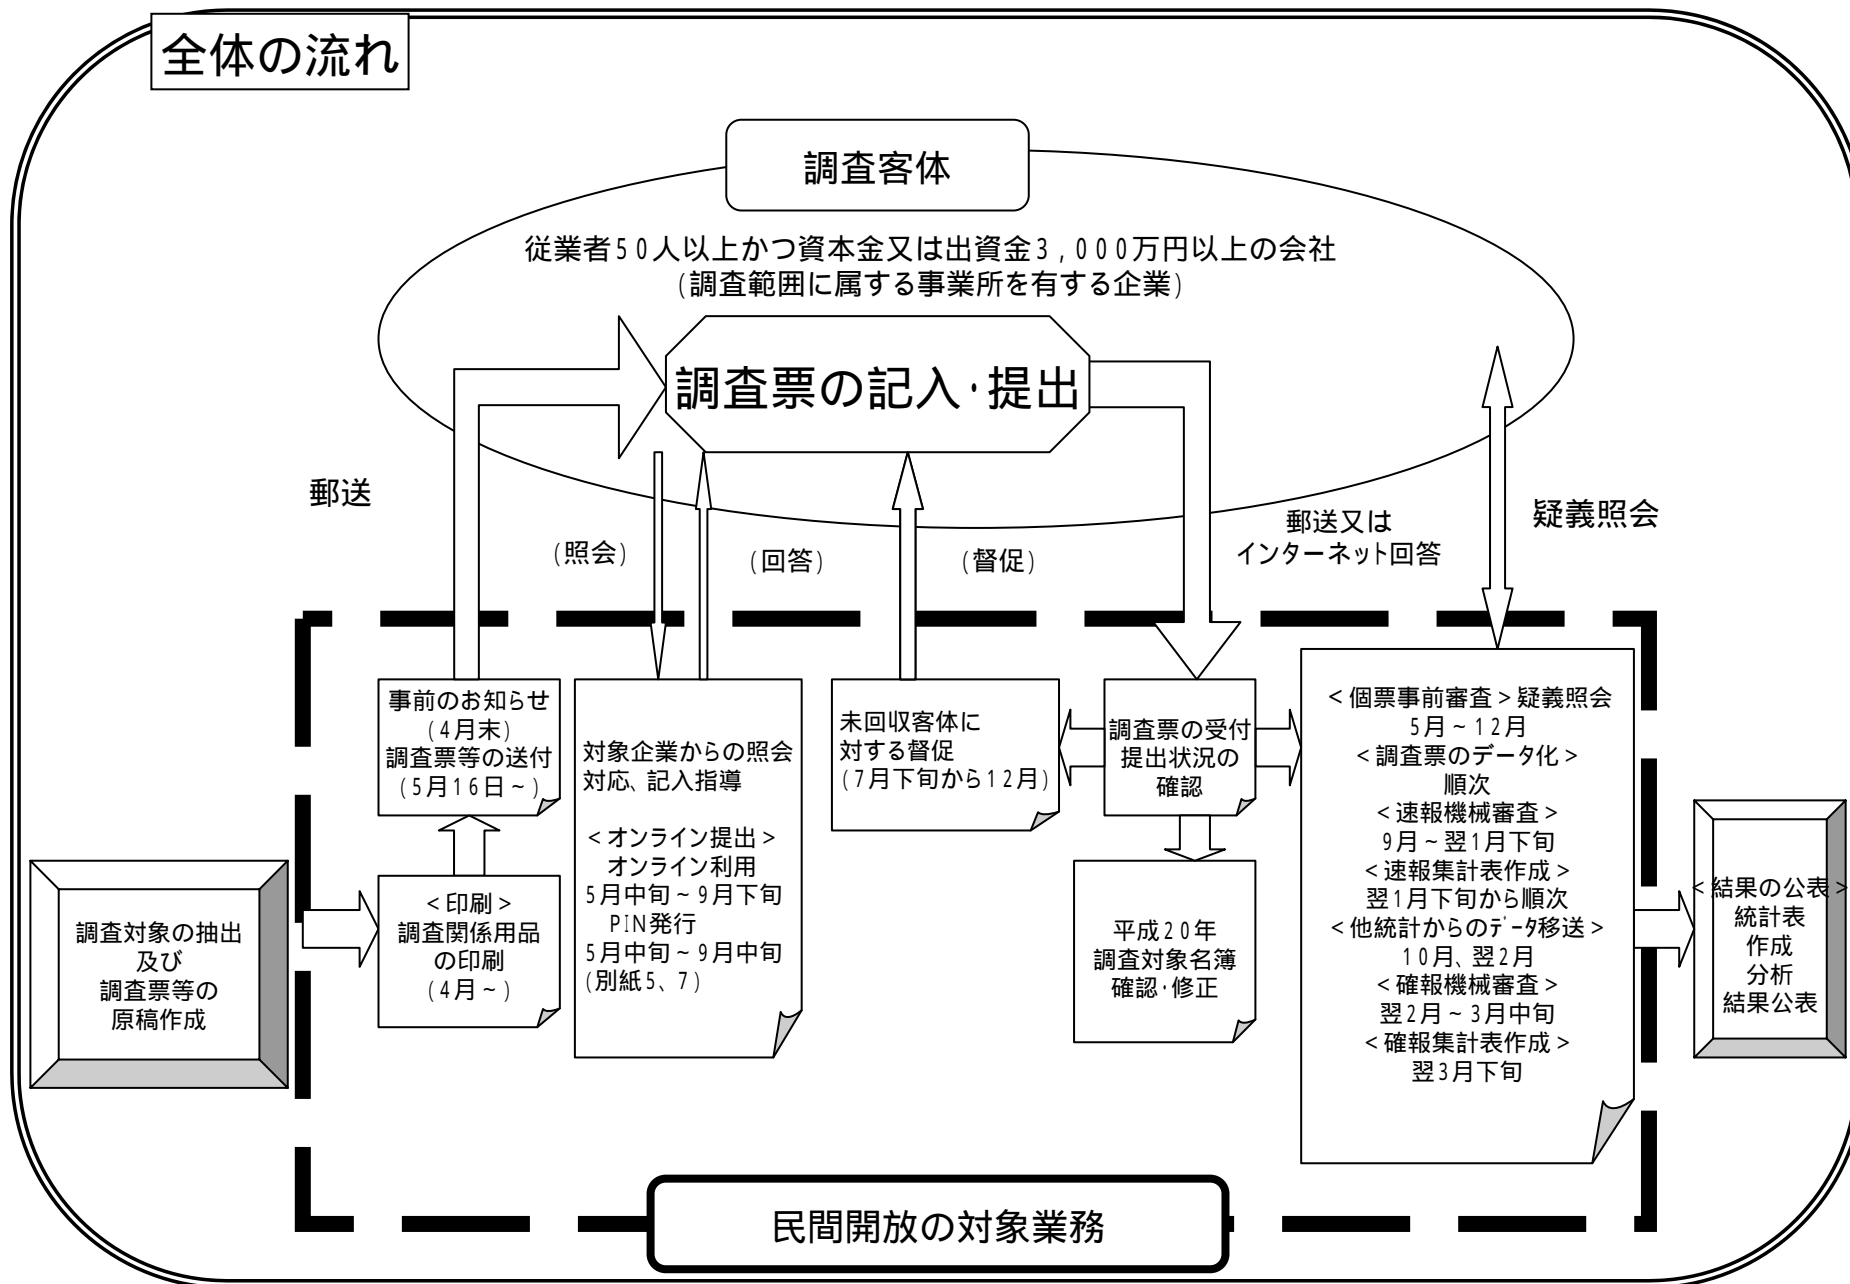 全体の流れ
調査客体
従業者50人以上かつ資本金又は出資金3,000万円以上の会社
(調査範囲に属する事業所を有する企業)
調査票の記入・提出
郵送
(照会)
(回答)
(督促)
郵送又は
インターネット回答
疑義照会
事前のお知らせ
(4月末)
調査票等の送付
(5月16日~)
対象企業からの照会
対応、記入指導
<オンライン提出>
オンライン利用
5月中旬~9月下旬
PIN発行
5月中旬~9月中旬
(別紙5、7)
未回収客体に
対する督促
(7月下旬から12月)
調査票の受付
提出状況の
確認
<個票事前審査>疑義照会
5月~12月
<調査票のデータ化>
順次
<速報機械審査>
9月~翌1月下旬
<速報集計表作成>
翌1月下旬から順次
<他統計からのデータ移送>
10月、翌2月
<確報機械審査>
翌2月~3月中旬
<確報集計表作成>
翌3月下旬
調査対象の抽出
及び
調査票等の
原稿作成
<印刷>
調査関係用品
の印刷
(4月~)
平成20年
調査対象名簿
確認・修正
<結果の公表>
統計表
作成
分析
結果公表
民間開放の対象業務